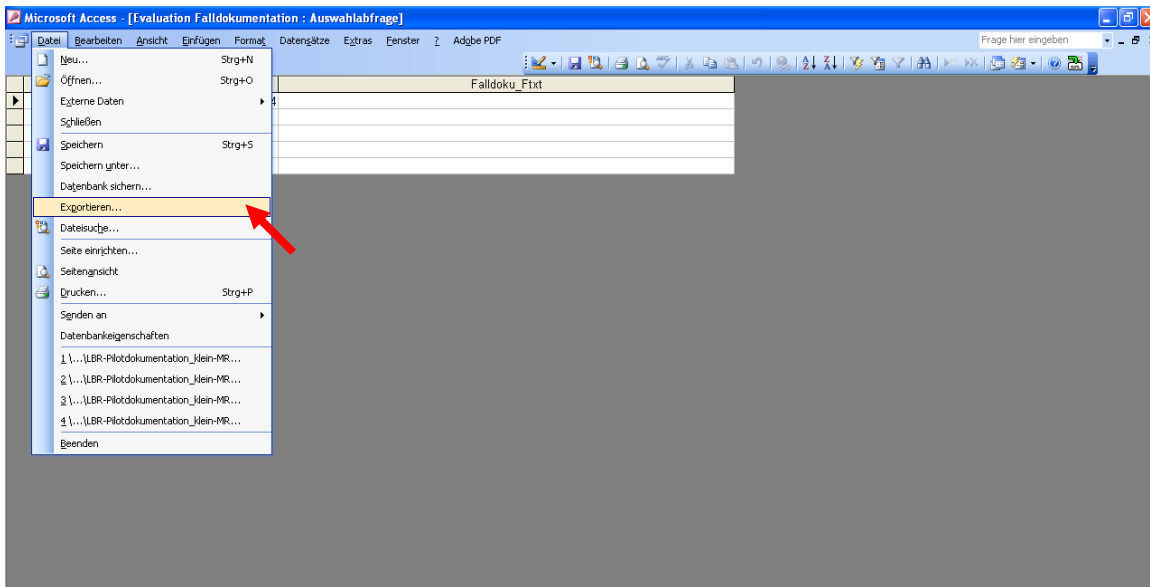 Microsoft Access - [Evaluation Falldokumentation : Auswahlabfrage]
Datei Bearbeiten Ansicht Einfügen Format Datensätze Extras Fenster ? Adobe PDF Frage hier eingeben
Neu... Strg+N
Öffnen... Strg+O
Falldoku_Ftxt
Externe Daten
4
Schließen
Speichern Strg+S
Speichern unter...
Datenbank sichern...
Exportieren...
Dateisuche...
Seite einrichten...
Seitenansicht
Drucken... Strg+P
Senden an
Datenbankeigenschaften
1 \...\LBR-Pilotdokumentation_klein-MR...
2 \...\LBR-Pilotdokumentation_klein-MR...
3 \...\LBR-Pilotdokumentation_klein-MR...
4 \...\LBR-Pilotdokumentation_klein-MR...
Beenden